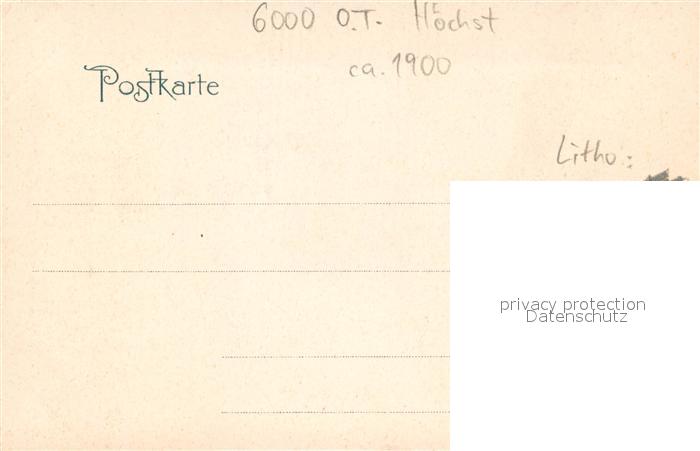 6000 O.T. Höchst
ca. 1900
Postkarte
Litho.:
privacy protection
Datenschutz